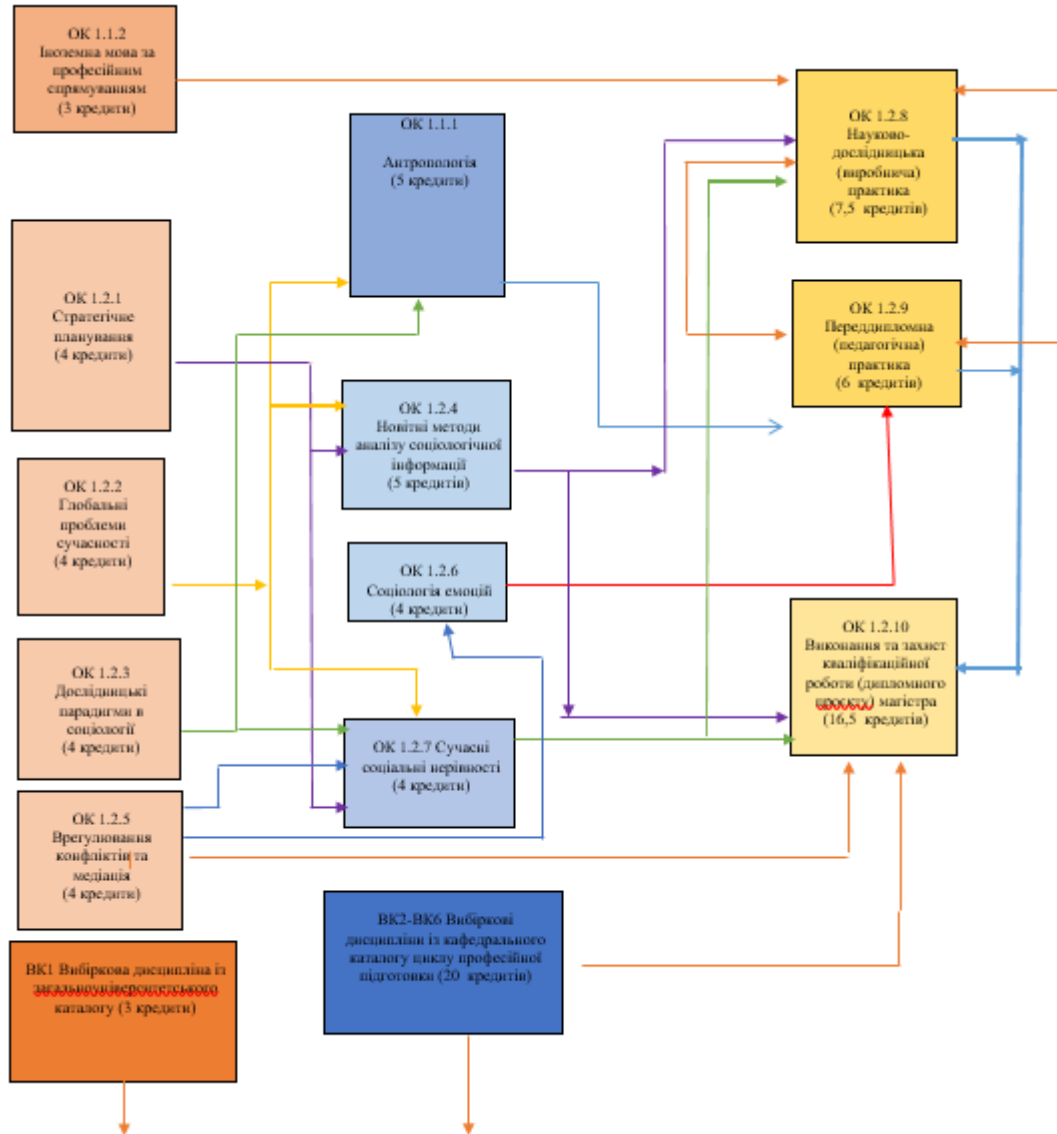 ОК 1.1.2
Іноземна мова за
професійним
спрямуванням
(3 кредити)
ОК 1.2.1
Стратегічне
планування
(4 кредити)
ОК 1.2.2
Глобальні
проблеми
сучасності
(4 кредити)
ОК 1.2.3
Дослідницькі
парадигми в
соціології
(4 кредити)
ОК 1.2.5
Врегулювання
конфліктів та
медіація
(4 кредити)
ВК1 Вибіркова дисципліна із
загальноуніверситетського
каталогу (3 кредити)
ОК 1.1.1
Антропологія
(5 кредити)
ОК 1.2.4
Новітні методи
аналізу соціологічної
інформації
(5 кредитів)
ОК 1.2.6
Соціологія емоцій
(4 кредити)
ОК 1.2.7 Сучасні
соціальні нерівності
(4 кредити)
ВК2-ВК6 Вибіркові
дисципліни із кафедрального
каталогу циклу професійної
підготовки (20 кредитів)
ОК 1.2.8
Науково-
дослідницька
(виробнича)
практика
(7,5 кредитів)
ОК 1.2.9
Переддипломна
(педагогічна)
практика
(6 кредитів)
ОК 1.2.10
Виконання та захист
кваліфікаційної
роботи (дипломного
проєкту) магістра
(16,5 кредитів)